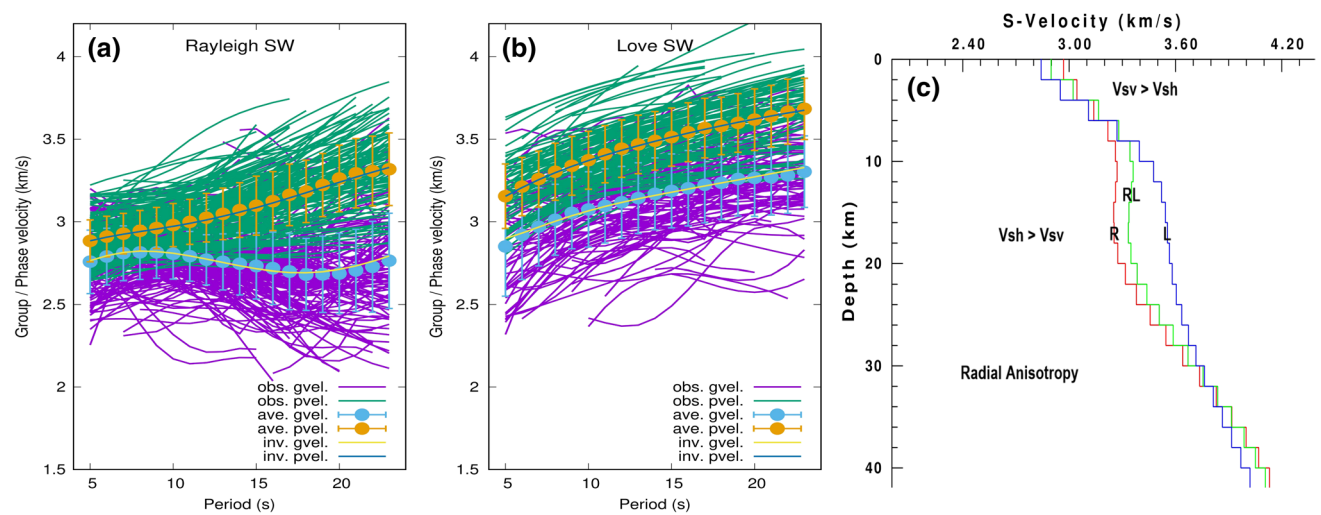 (a)
Rayleigh SW
4
3.5
3
2.5
2
1.5
Group / Phase velocity (km/s)
obs. gvel.
obs. pvel.
ave. gvel.
ave. pvel.
inv. gvel.
inv. pvel.
5 10 15 20
Period (s)
(b)
Love SW
4
3.5
3
2.5
2
1.5
Group / Phase velocity (km/s)
obs. gvel.
obs. pvel.
ave. gvel.
ave. pvel.
inv. gvel.
inv. pvel.
5 10 15 20
Period (s)
S-Velocity (km/s)
2.40 3.00 3.60 4.20
(c)
Vsv > Vsh
0
10
20
30
40
Depth (km)
RL
Vsh > Vsv
R
L
Radial Anisotropy